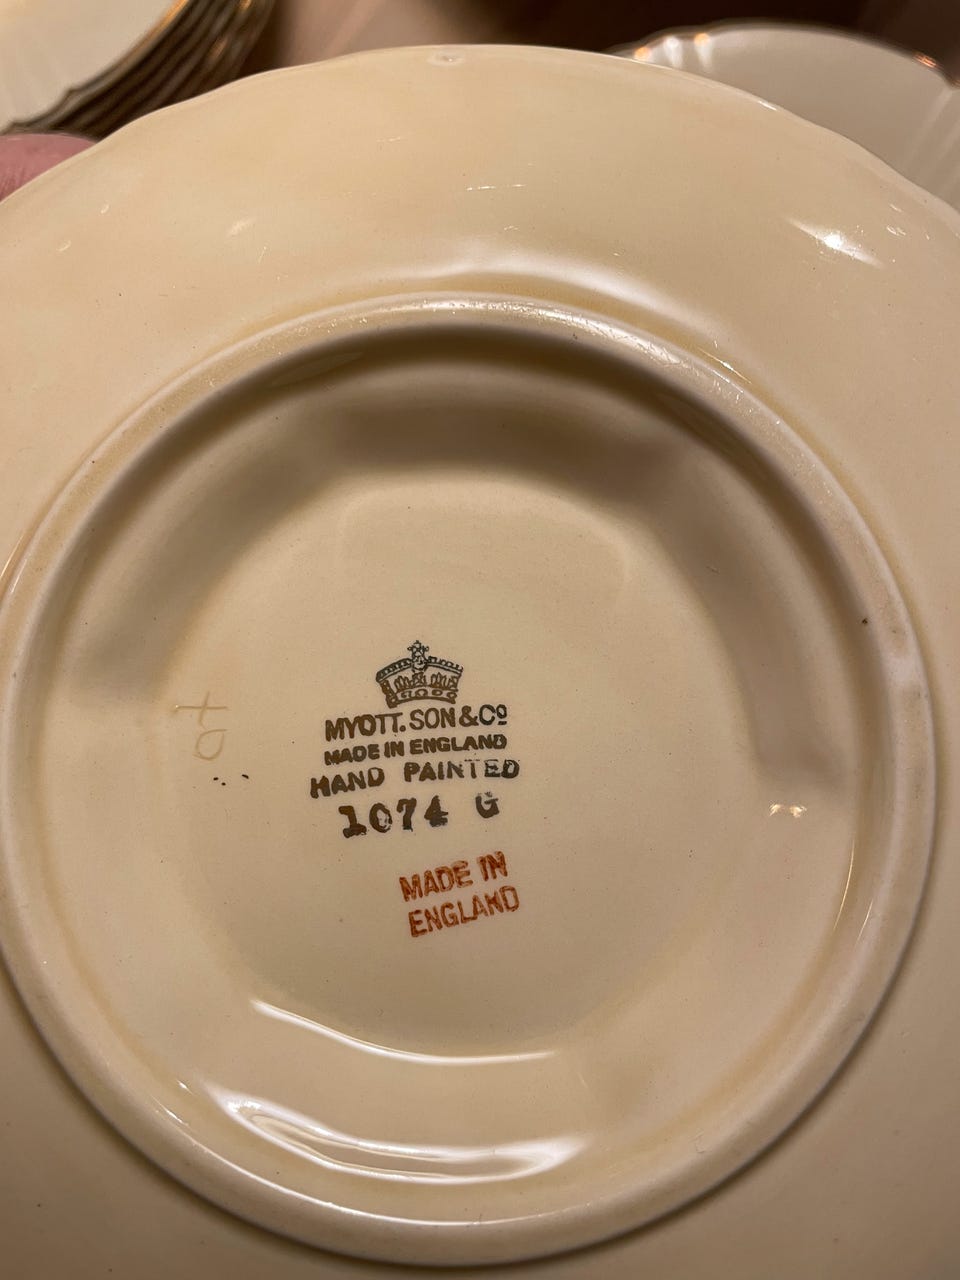 MYOTT. SON & Cº
MADE IN ENGLAND
HAND PAINTED
1074 G
MADE IN
ENGLAND